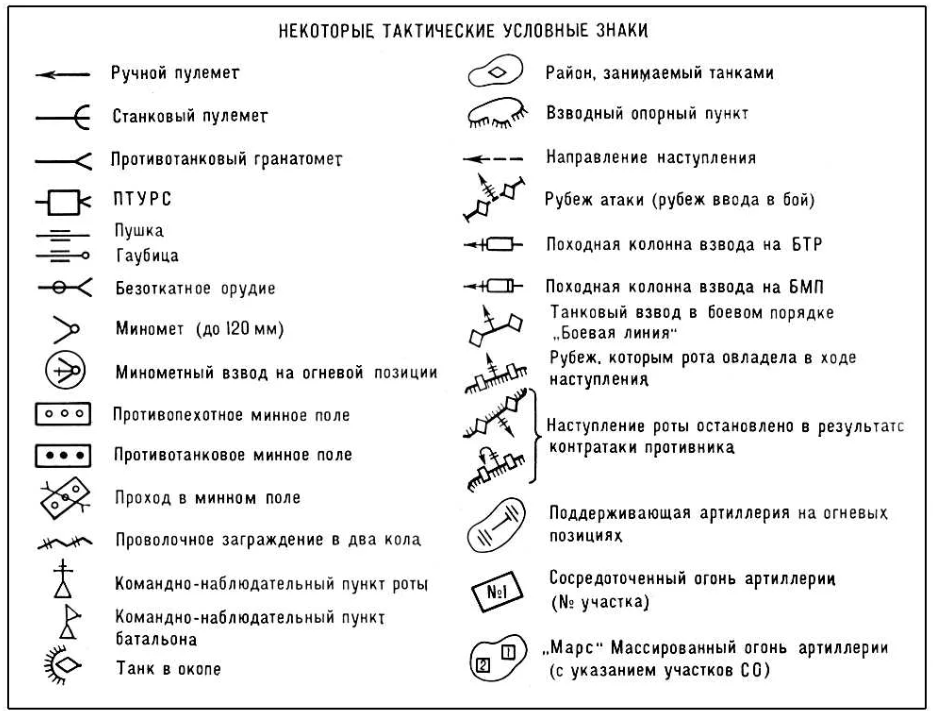 НЕКОТОРЫЕ ТАКТИЧЕСКИЕ УСЛОВНЫЕ ЗНАКИ
Ручной пулемет
Станковый пулемет
Противотанковый гранатомет
ПТУРС
Пушка
Гаубица
Безоткатное орудие
Миномет (до 120 мм)
Минометный взвод на огневой позиции
Противопехотное минное поле
Противотанковое минное поле
Проход в минном поле
Проволочное заграждение в два кола
Командно-наблюдательный пункт роты
Командно-наблюдательный пункт
батальона
Танк в окопе
Район, занимаемый танками
Взводный опорный пункт
Направление наступления
Рубеж атаки (рубеж ввода в бой)
Походная колонна взвода на БТР
Походная колонна взвода на БМП
Танковый взвод в боевом порядке
„Боевая линия“
Рубеж, которым рота овладела в ходе
наступления
Наступление роты остановлено в результате
контратаки противника
Поддерживающая артиллерия на огневых
позициях
№1
Сосредоточенный огонь артиллерии
(№ участка)
1
2
„Марс“ Массированный огонь артиллерии
(с указанием участков СО)